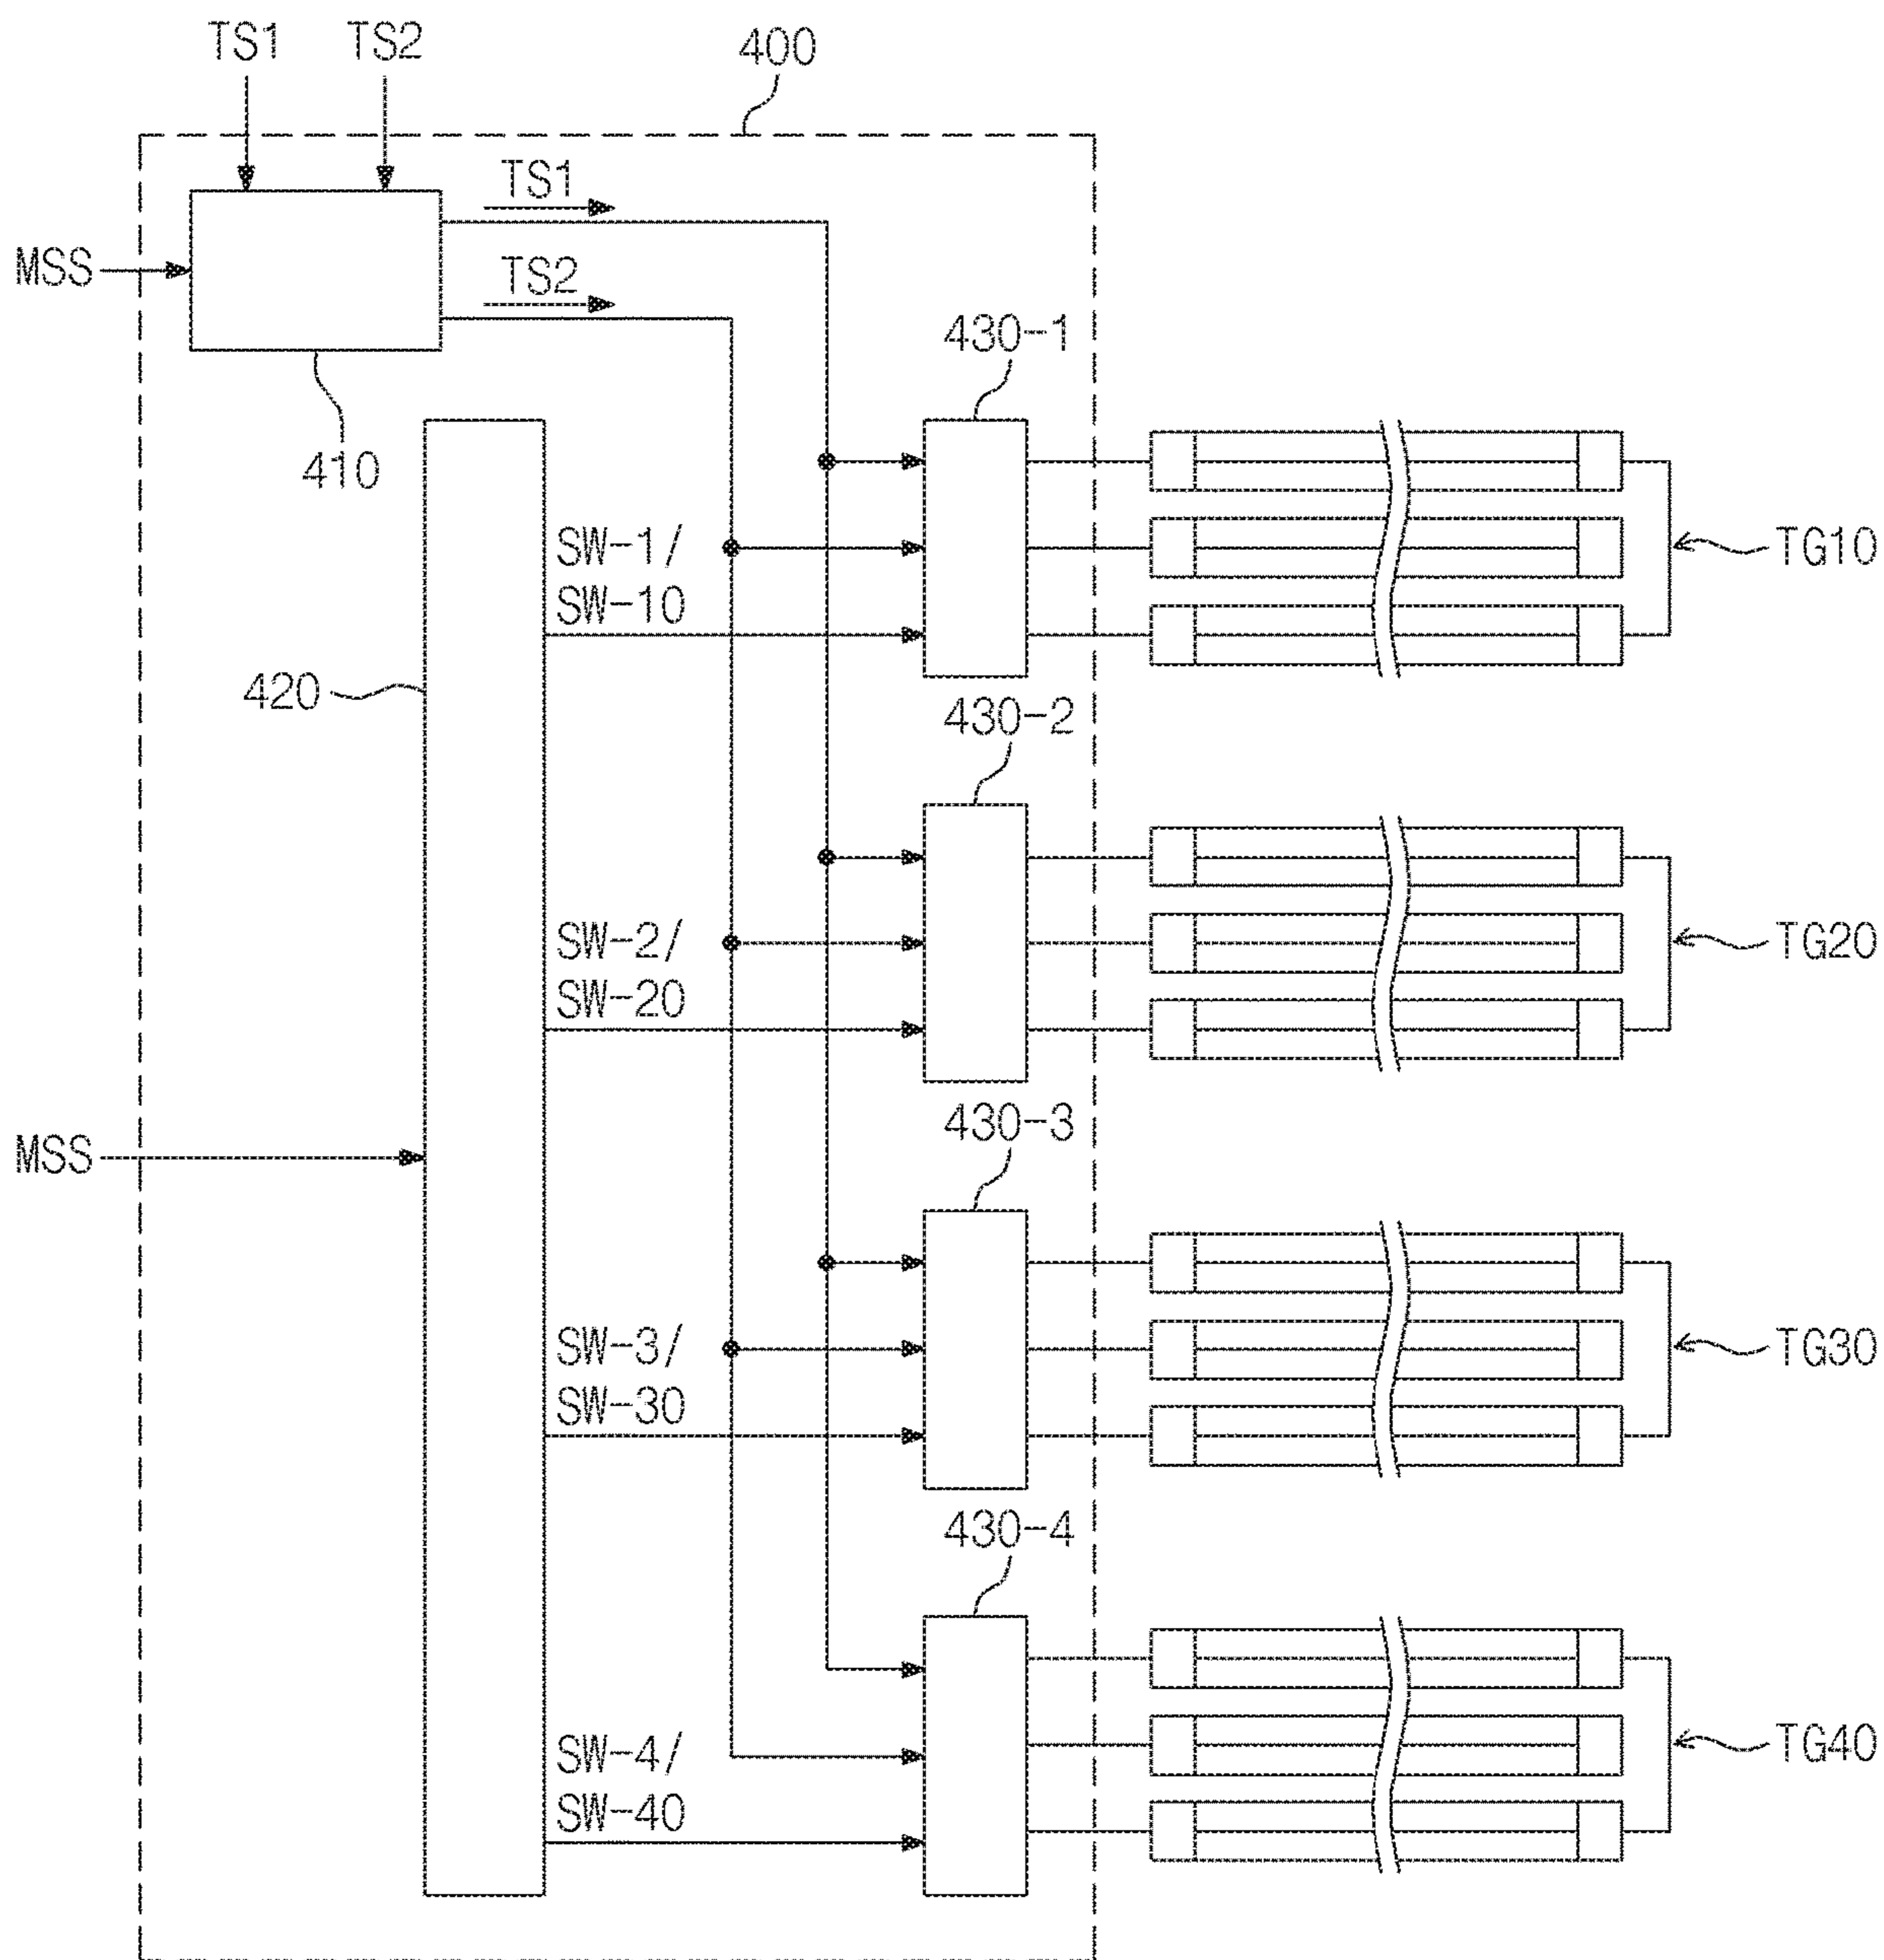 TS1 TS2
400
TS1
MSS
TS2
430-1
410
SW-1/
SW-10
TG10
420
430-2
SW-2/
SW-20
TG20
430-3
MSS
SW-3/
SW-30
TG30
430-4
SW-4/
SW-40
TG40